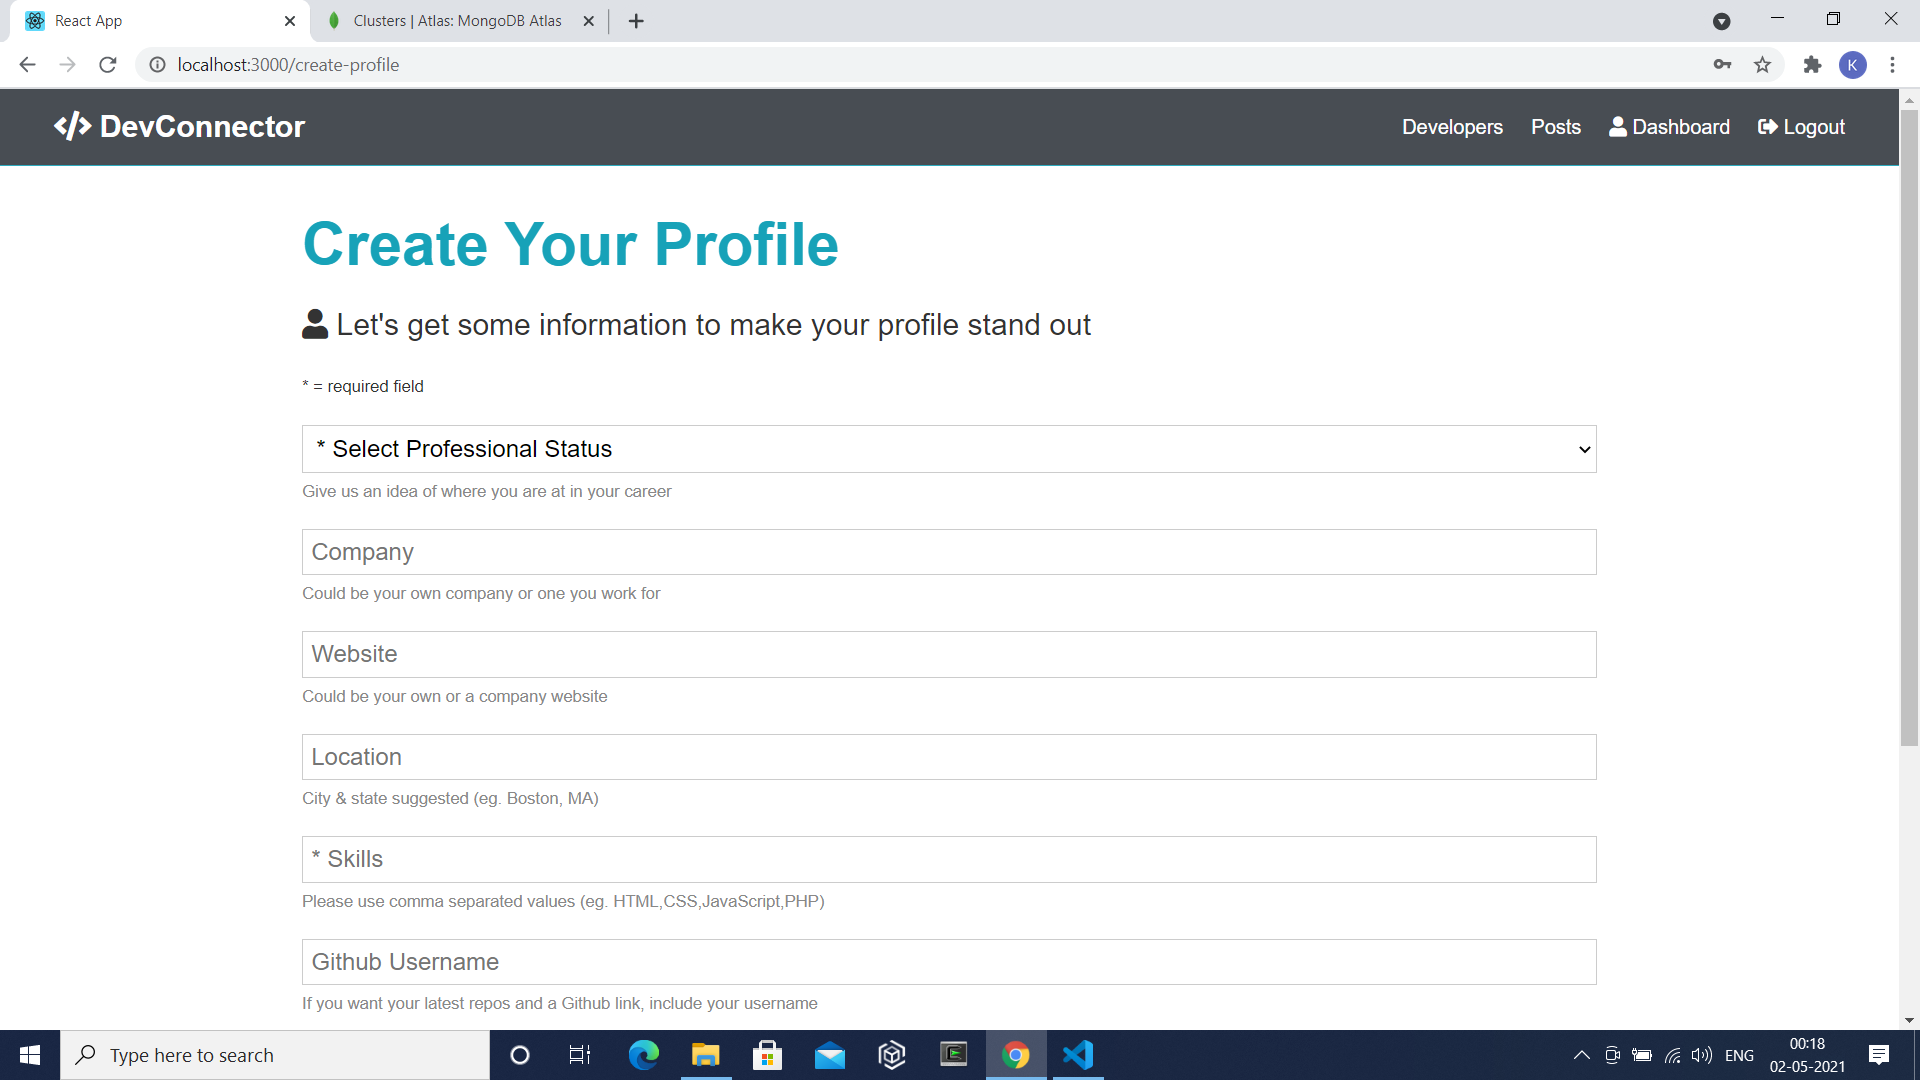 React App
Clusters | Atlas: MongoDB Atlas
localhost:3000/create-profile
K
</> DevConnector
Developers Posts Dashboard Logout
Create Your Profile
Let's get some information to make your profile stand out
* = required field
* Select Professional Status
Give us an idea of where you are at in your career
Company
Could be your own company or one you work for
Website
Could be your own or a company website
Location
City & state suggested (eg. Boston, MA)
* Skills
Please use comma separated values (eg. HTML,CSS,JavaScript,PHP)
Github Username
If you want your latest repos and a Github link, include your username
Type here to search
ENG
00:18
02-05-2021